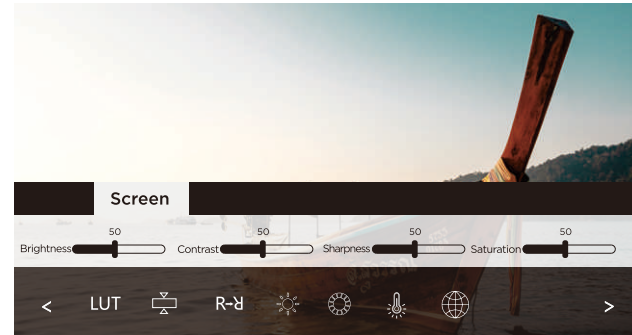 Screen
50 50 50 50
Brightness Contrast Sharpness Saturation
< LUT R→R >